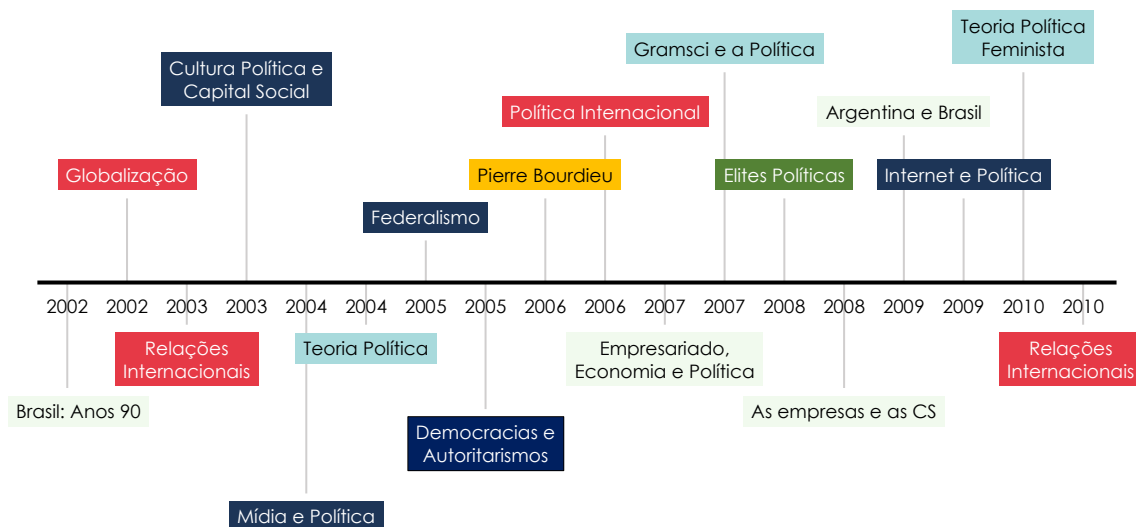 Teoria Política
Feminista
Gramsci e a Política
Cultura Política e
Capital Social
Política Internacional
Argentina e Brasil
Globalização
Pierre Bourdieu
Elites Políticas
Internet e Política
Federalismo
2002 2002 2003 2003 2004 2004 2005 2005 2006 2006 2007 2007 2008 2008 2009 2009 2010 2010
Relações
Internacionais
Teoria Política
Empresariado,
Economia e Política
Relações
Internacionais
Brasil: Anos 90
As empresas e as CS
Democracias e
Autoritarismos
Mídia e Política